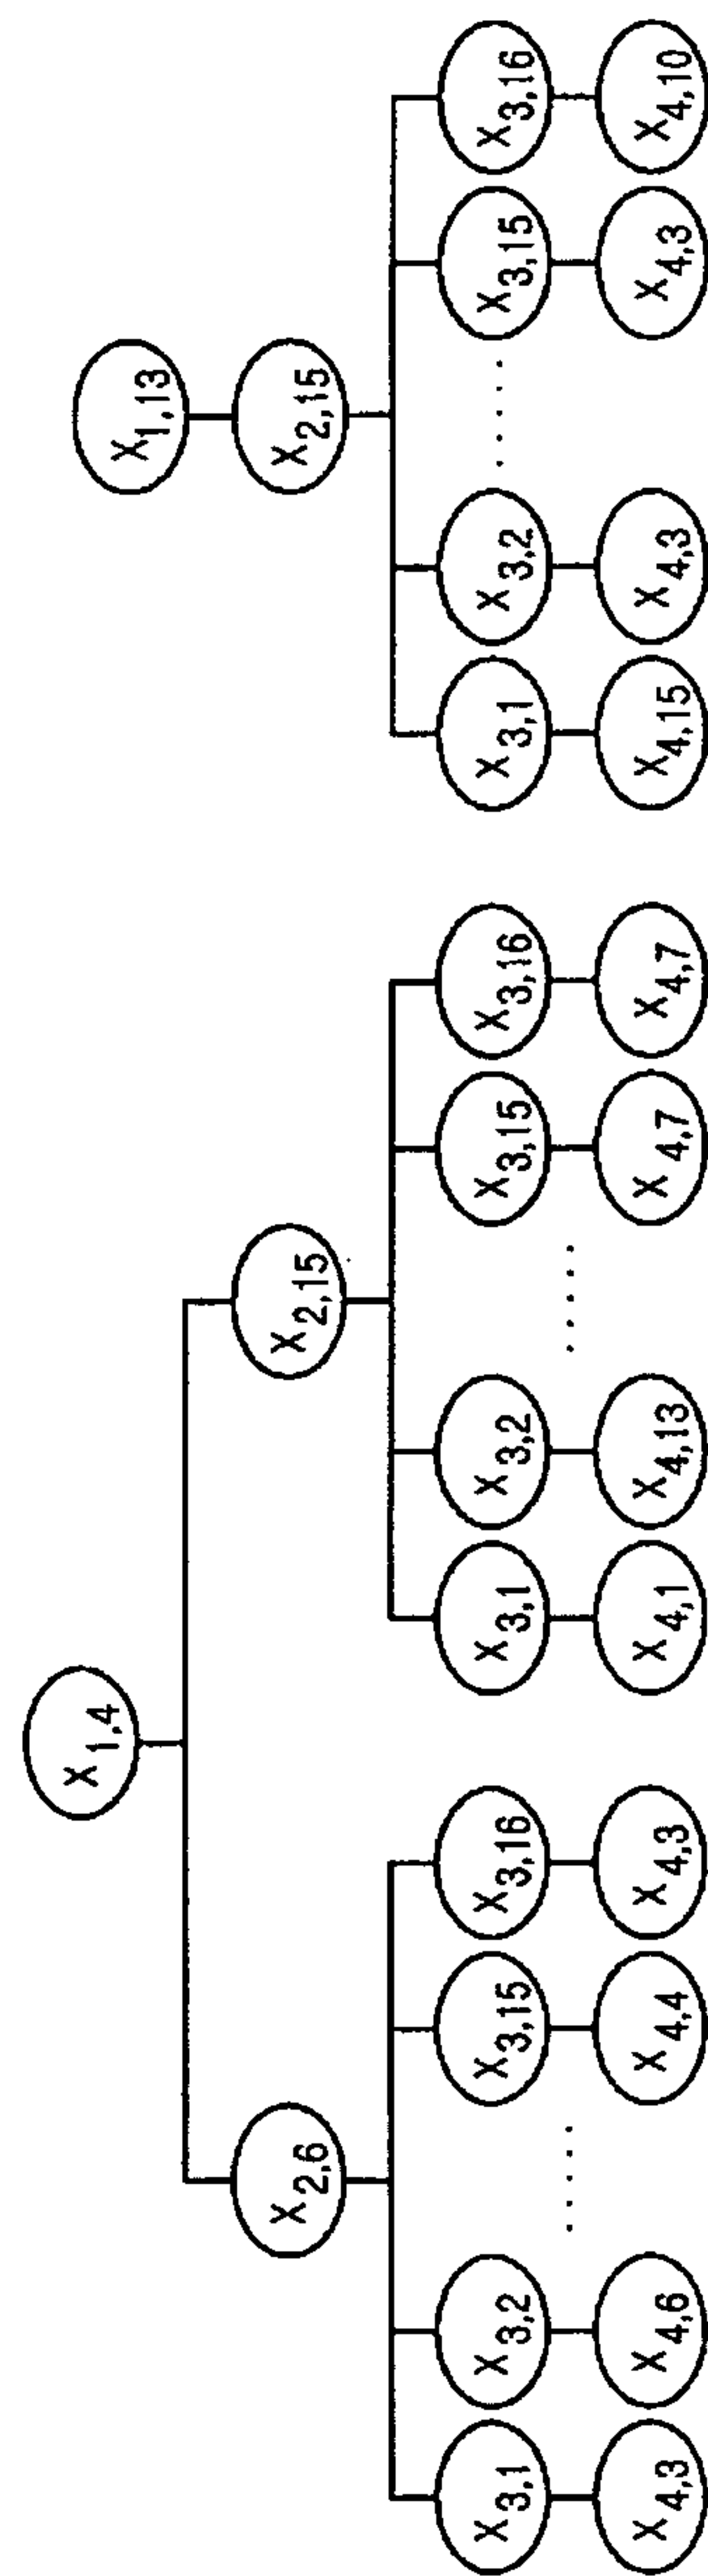 X1,4 X1,13
X2,6 X2,15 X2,15
X3,1 X3,2 X3,15 X3,16 X3,1 X3,2 X3,15 X3,16 X3,1 X3,2 ...... X3,15 X3,16
...... ......
X4,3 X4,6 X4,4 X4,3 X4,1 X4,13 X4,7 X4,7 X4,15 X4,3 X4,3 X4,10